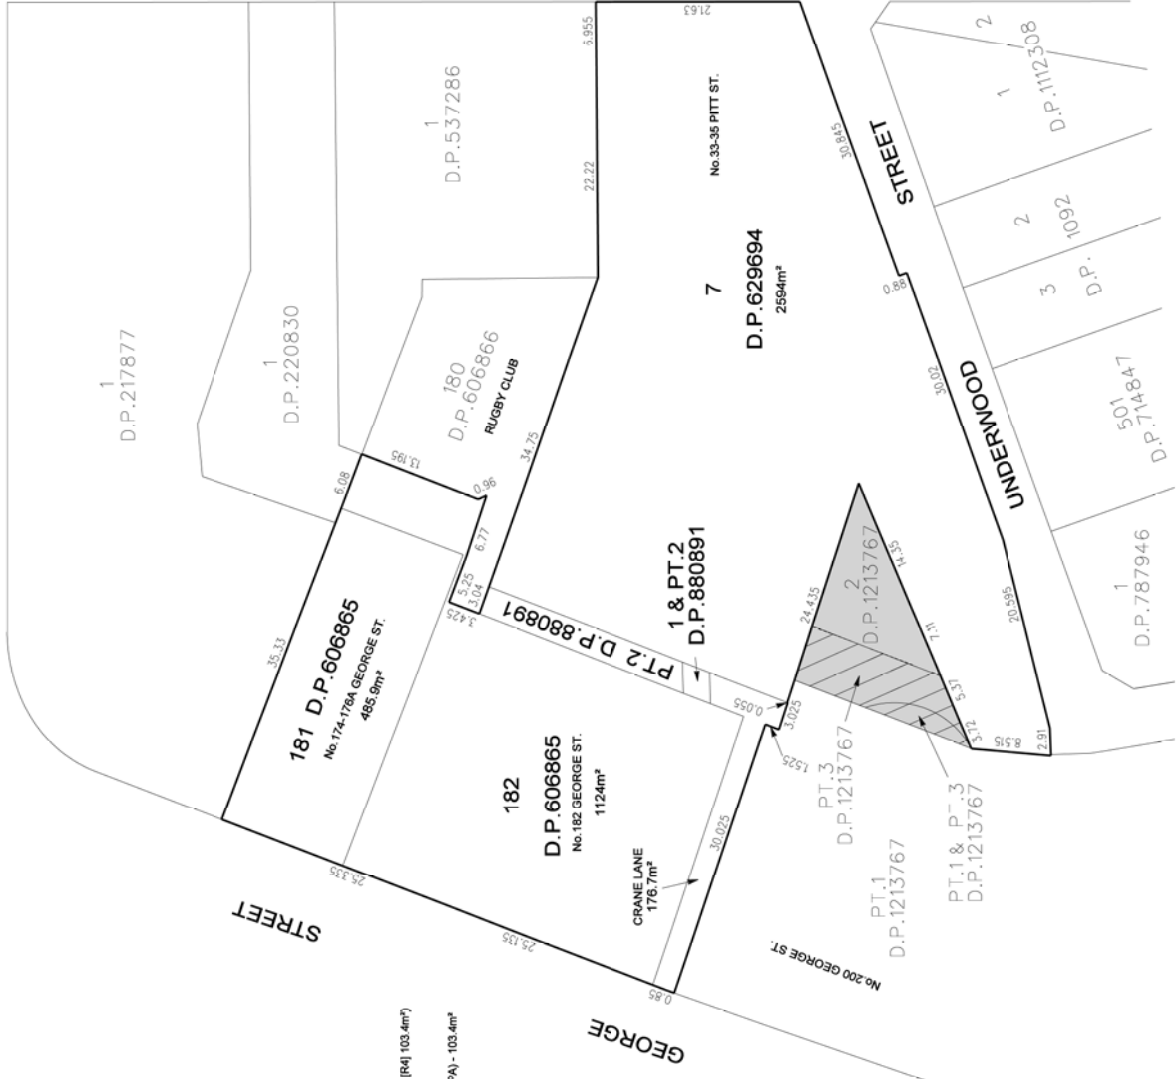 21.63
5.955
1
D.P.537286
22.22
No.33-35 PITT ST.
30.845
STREET
2
1
D.P.1112308
2
3
D.P. 1092
7
D.P.629694
2594m²
0.88
1
D.P.217877
1
D.P.220830
180
D.P.606866
RUGBY CLUB
34.75
13.195
6.08
0.96
6.77
5.25
3.04
3.425
30.02
UNDERWOOD
501
D.P.714847
1
D.P.787946
1 & PT.2
D.P.880891
PT.2 D.P.880891
2
D.P.1213767
14.35
24.435
7.11
20.595
5.37
3.72
8.515
2.91
35.33
181 D.P.606865
No.174-176A GEORGE ST.
485.9m²
182
D.P.606865
No.182 GEORGE ST.
1124m²
0.055
3.025
1.525
PT.3
D.P.1213767
PT.1 & PT.3
D.P.1213767
PT.1
D.P.1213767
30.025
CRANE LANE
176.7m²
25.335
STREET
25.135
0.85
No.200 GEORGE ST.
GEORGE
[R4] 103.4m²)
PA) - 103.4m²